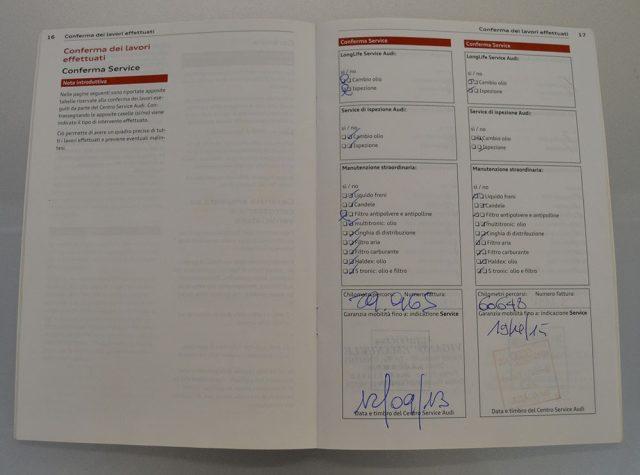 16 Conferma dei lavori effettuati
Conferma dei lavori
effettuati
Conferma Service
Nota introduttiva
Nelle pagine seguenti sono riportate apposite
tabelle riservate alla conferma dei lavori ese-
guiti da parte del Centro Service Audi. Con-
trassegnando le apposite caselle (sì/no) viene
indicato il tipo di intervento effettuato.
Ciò permette di avere un quadro preciso di tut-
ti i lavori effettuati e previene eventuali malin-
tesi.
Conferma dei lavori effettuati 17
Conferma Service
LongLife Service Audi:
sì / no
Cambio olio
Ispezione
Service di ispezione Audi:
sì / no
Cambio olio
Ispezione
Manutenzione straordinaria:
sì / no
Liquido freni
Candele
Filtro antipolvere e antipolline
multitronic: olio
Cinghia di distribuzione
Filtro aria
Filtro carburante
Haldex: olio
S tronic: olio e filtro
Chilometri percorsi: Numero fattura:
29.965
Garanzia mobilità fino a: indicazione Service
12/09/13
Data e timbro del Centro Service Audi
Conferma Service
LongLife Service Audi:
sì / no
Cambio olio
Ispezione
Service di ispezione Audi:
sì / no
Cambio olio
Ispezione
Manutenzione straordinaria:
sì / no
Liquido freni
Candele
Filtro antipolvere e antipolline
multitronic: olio
Cinghia di distribuzione
Filtro aria
Filtro carburante
Haldex: olio
S tronic: olio e filtro
Chilometri percorsi: Numero fattura:
60648
Garanzia mobilità fino a: indicazione Service
Data e timbro del Centro Service Audi